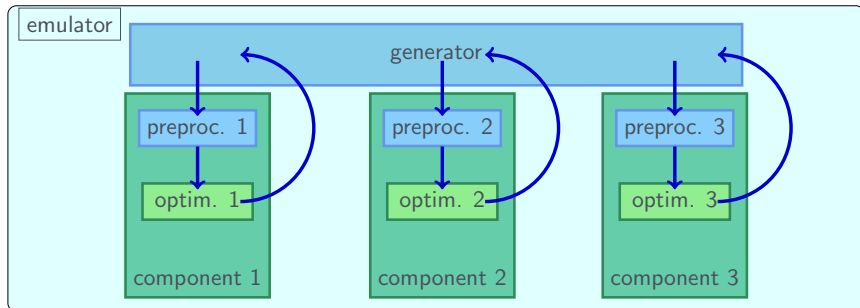 emulator
generator
preproc. 1
preproc. 2
preproc. 3
optim. 1
optim. 2
optim. 3
component 1
component 2
component 3